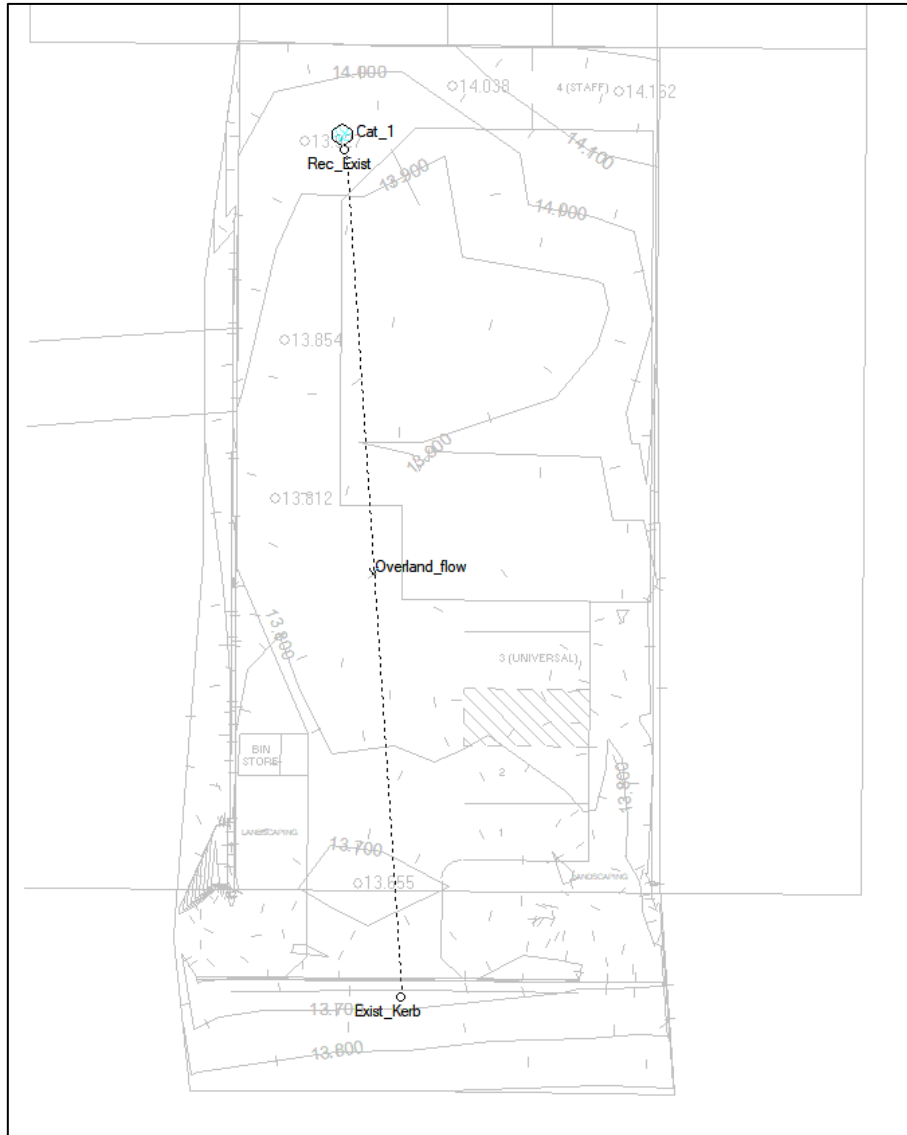 14.000
14.038
4 (STAFF)
14.162
Cat_1
Rec_Exist
14.100
13.900
14.000
13.854
13.900
13.812
Overland_flow
13.800
3 (UNIVERSAL)
BIN
STORE
2
13.800
LANDSCAPING
1
13.700
13.655
LANDSCAPING
13.700
Exist_Kerb
13.800